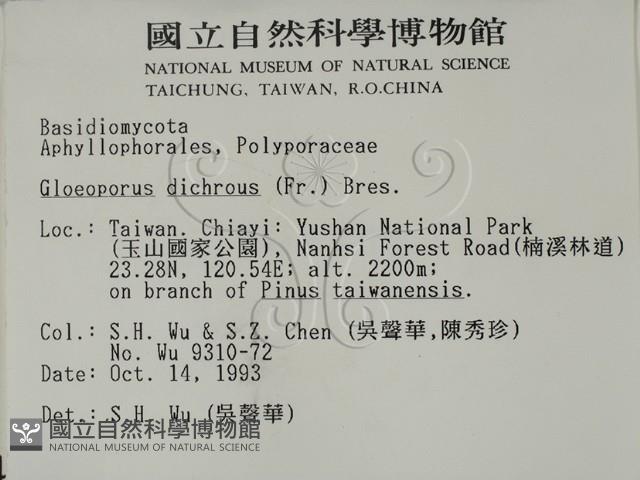 國立自然科學博物館
NATIONAL MUSEUM OF NATURAL SCIENCE
TAICHUNG, TAIWAN, R.O.CHINA
Basidiomycota
Aphyllophorales, Polyporaceae
Gloeoporus dichrous (Fr.) Bres.
Loc.: Taiwan. Chiayi: Yushan National Park
(玉山國家公園), Nanhsi Forest Road(楠溪林道)
23.28N, 120.54E; alt. 2200m;
on branch of Pinus taiwanensis.
Col.: S.H. Wu & S.Z. Chen (吳聲華,陳秀珍)
No. Wu 9310-72
Date: Oct. 14, 1993
Det.: S.H. Wu (吳聲華)
國立自然科學博物館
NATIONAL MUSEUM OF NATURAL SCIENCE